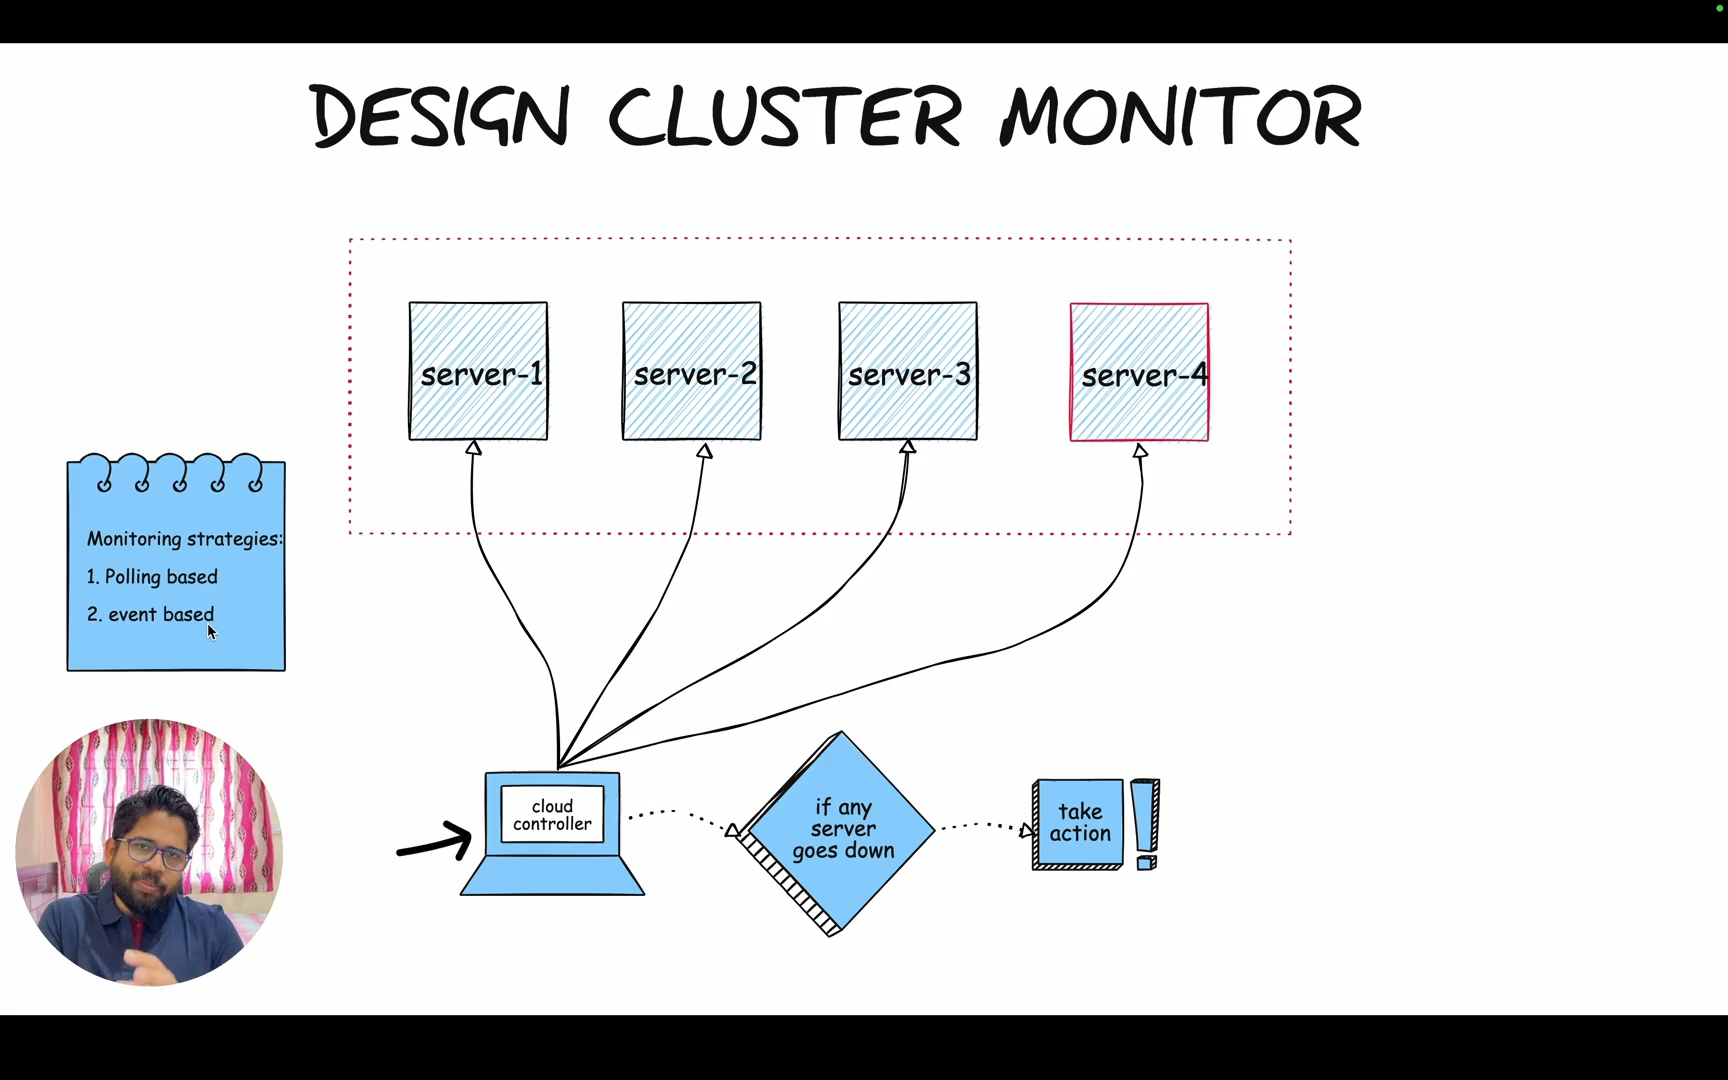 DESIGN CLUSTER MONITOR
server-1
server-2
server-3
server-4
Monitoring strategies:
1. Polling based
2. event based
cloud
controller
if any
server
goes down
take
action
!